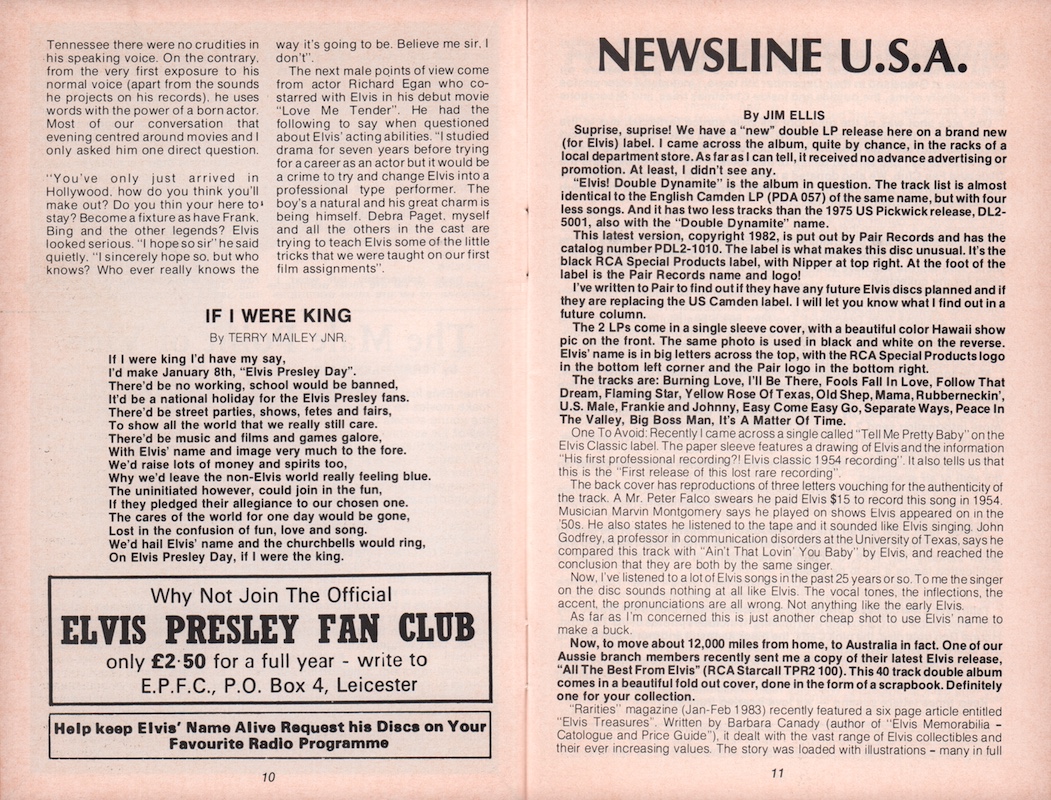 Tennessee there were no crudities in
his speaking voice. On the contrary,
from the very first exposure to his
normal voice (apart from the sounds
he projects on his records), he uses
words with the power of a born actor.
Most of our conversation that
evening centred around movies and I
only asked him one direct question.
"You've only just arrived in
Hollywood, how do you think you'll
make out? Do you thin your here to
stay? Become a fixture as have Frank,
Bing and the other legends? Elvis
looked serious. "I hope so sir" he said
quietly. "I sincerely hope so, but who
knows? Who ever really knows the
way it's going to be. Believe me sir. I
don't".
The next male points of view come
from actor Richard Egan who co-
starred with Elvis in his debut movie
"Love Me Tender". He had the
following to say when questioned
about Elvis' acting abilities. "I studied
drama for seven years before trying
for a career as an actor but it would be
a crime to try and change Elvis into a
professional type performer. The
boy's a natural and his great charm is
being himself. Debra Paget, myself
and all the others in the cast are
trying to teach Elvis some of the little
tricks that we were taught on our first
film assignments".
IF I WERE KING
By TERRY MAILEY JNR.
If I were king I'd have my say,
I'd make January 8th, "Elvis Presley Day".
There'd be no working, school would be banned,
It'd be a national holiday for the Elvis Presley fans.
There'd be street parties, shows, fetes and fairs,
To show all the world that we really still care.
There'd be music and films and games galore,
With Elvis' name and image very much to the fore.
We'd raise lots of money and spirits too,
Why we'd leave the non-Elvis world really feeling blue.
The uninitiated however, could join in the fun,
If they pledged their allegiance to our chosen one.
The cares of the world for one day would be gone,
Lost in the confusion of fun, love and song.
We'd hail Elvis' name and the churchbells would ring,
On Elvis Presley Day, if I were the king.
Why Not Join The Official
ELVIS PRESLEY FAN CLUB
only £2·50 for a full year - write to
E.P.F.C., P.O. Box 4, Leicester
Help keep Elvis' Name Alive Request his Discs on Your
Favourite Radio Programme
10
NEWSLINE U.S.A.
By JIM ELLIS
Suprise, suprise! We have a "new" double LP release here on a brand new
(for Elvis) label. I came across the album, quite by chance, in the racks of a
local department store. As far as I can tell, it received no advance advertising or
promotion. At least, I didn't see any.
"Elvis! Double Dynamite" is the album in question. The track list is almost
identical to the English Camden LP (PDA 057) of the same name, but with four
less songs. And it has two less tracks than the 1975 US Pickwick release, DL2-
5001, also with the "Double Dynamite" name.
This latest version, copyright 1982, is put out by Pair Records and has the
catalog number PDL2-1010. The label is what makes this disc unusual. It's the
black RCA Special Products label, with Nipper at top right. At the foot of the
label is the Pair Records name and logo!
I've written to Pair to find out if they have any future Elvis discs planned and if
they are replacing the US Camden label. I will let you know what I find out in a
future column.
The 2 LPs come in a single sleeve cover, with a beautiful color Hawaii show
pic on the front. The same photo is used in black and white on the reverse.
Elvis' name is in big letters across the top, with the RCA Special Products logo
in the bottom left corner and the Pair logo in the bottom right.
The tracks are: Burning Love, I'll Be There, Fools Fall In Love, Follow That
Dream, Flaming Star, Yellow Rose Of Texas, Old Shep, Mama, Rubberneckin',
U.S. Male, Frankie and Johnny, Easy Come Easy Go, Separate Ways, Peace In
The Valley, Big Boss Man, It's A Matter Of Time.
One To Avoid: Recently I came across a single called "Tell Me Pretty Baby" on the
Elvis Classic label. The paper sleeve features a drawing of Elvis and the information
"His first professional recording?! Elvis classic 1954 recording". It also tells us that
this is the "First release of this lost rare recording".
The back cover has reproductions of three letters vouching for the authenticity of
the track. A Mr. Peter Falco swears he paid Elvis $15 to record this song in 1954.
Musician Marvin Montgomery says he played on shows Elvis appeared on in the
'50s. He also states he listened to the tape and it sounded like Elvis singing. John
Godfrey, a professor in communication disorders at the University of Texas, says he
compared this track with "Ain't That Lovin' You Baby" by Elvis, and reached the
conclusion that they are both by the same singer.
Now, I've listened to a lot of Elvis songs in the past 25 years or so. To me the singer
on the disc sounds nothing at all like Elvis. The vocal tones, the inflections, the
accent, the pronunciations are all wrong. Not anything like the early Elvis.
As far as I'm concerned this is just another cheap shot to use Elvis' name to
make a buck.
Now, to move about 12,000 miles from home, to Australia in fact. One of our
Aussie branch members recently sent me a copy of their latest Elvis release,
"All The Best From Elvis" (RCA Starcall TPR2 100). This 40 track double album
comes in a beautiful fold out cover, done in the form of a scrapbook. Definitely
one for your collection.
"Rarities" magazine (Jan-Feb 1983) recently featured a six page article entitled
"Elvis Treasures". Written by Barbara Canady (author of "Elvis Memorabilia –
Catologue and Price Guide"), it dealt with the vast range of Elvis collectibles and
their ever increasing values. The story was loaded with illustrations – many in full
11